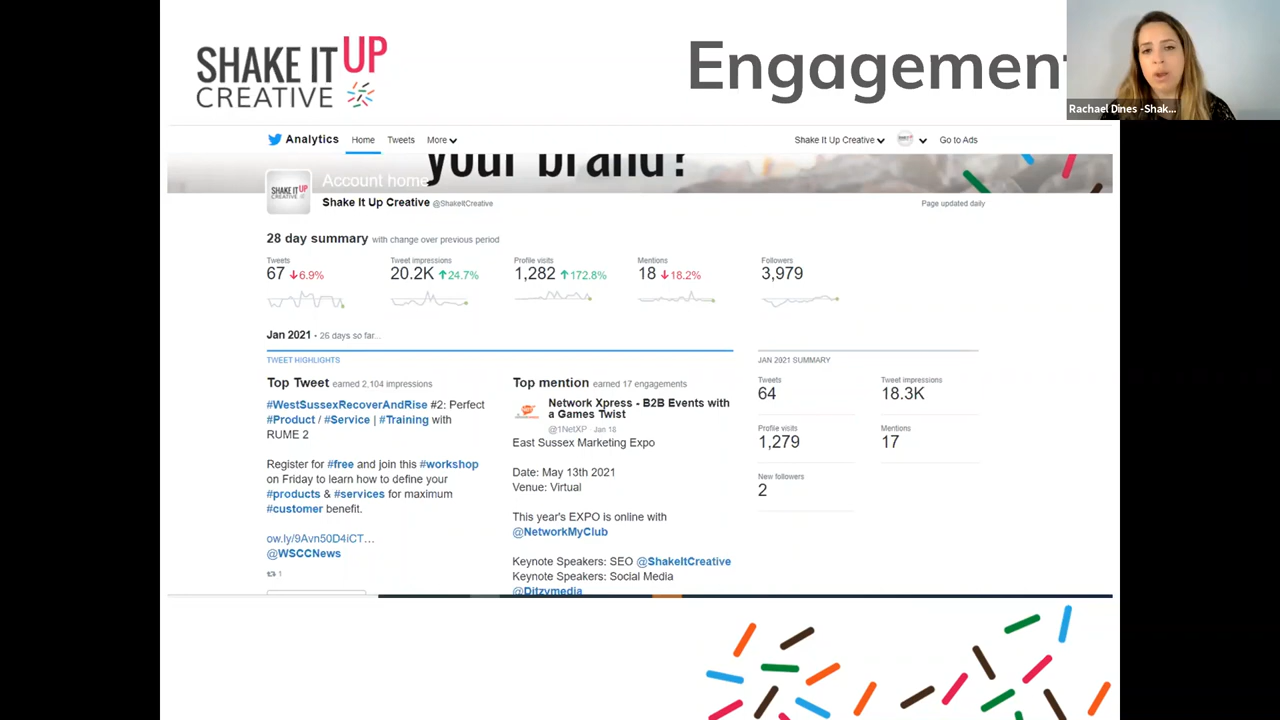 SHAKE IT UP
CREATIVE
Engagement
Rachael Dines -Shak...
Analytics Home Tweets More
Shake It Up Creative Go to Ads
your brand?
Account home
SHAKE IT UP
CREATIVE
Shake It Up Creative @ShakeItCreative
Page updated daily
28 day summary with change over previous period
Tweets Tweet impressions Profile visits Mentions Followers
67 ↓6.9% 20.2K ↑24.7% 1,282 ↑172.8% 18 ↓18.2% 3,979
Jan 2021 • 26 days so far...
TWEET HIGHLIGHTS
Top Tweet earned 2,104 impressions
#WestSussexRecoverAndRise #2: Perfect
#Product / #Service | #Training with
RUME 2
Register for #free and join this #workshop
on Friday to learn how to define your
#products & #services for maximum
#customer benefit.
ow.ly/9Avn50D4iCT…
@WSCCNews
1
Top mention earned 17 engagements
Network Xpress - B2B Events with
a Games Twist
@1NetXP · Jan 18
East Sussex Marketing Expo
Date: May 13th 2021
Venue: Virtual
This year's EXPO is online with
@NetworkMyClub
Keynote Speakers: SEO @ShakeItCreative
Keynote Speakers: Social Media
@Ditzymedia
JAN 2021 SUMMARY
Tweets Tweet impressions
64 18.3K
Profile visits Mentions
1,279 17
New followers
2